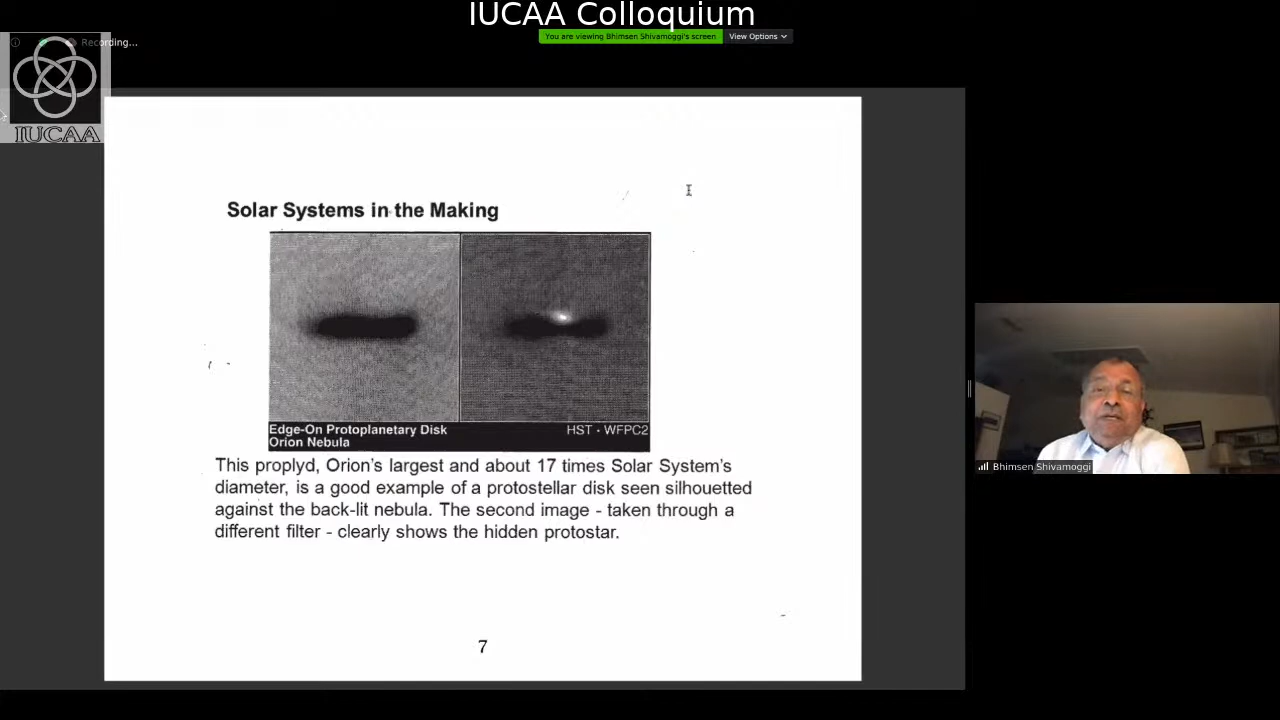 IUCAA Colloquium
You are viewing Bhimsen Shivamoggi's screen
View Options
Recording...
IUCAA
Solar Systems in the Making
Edge-On Protoplanetary Disk
Orion Nebula
HST · WFPC2
This proplyd, Orion's largest and about 17 times Solar System's
diameter, is a good example of a protostellar disk seen silhouetted
against the back-lit nebula. The second image - taken through a
different filter - clearly shows the hidden protostar.
7
Bhimsen Shivamoggi